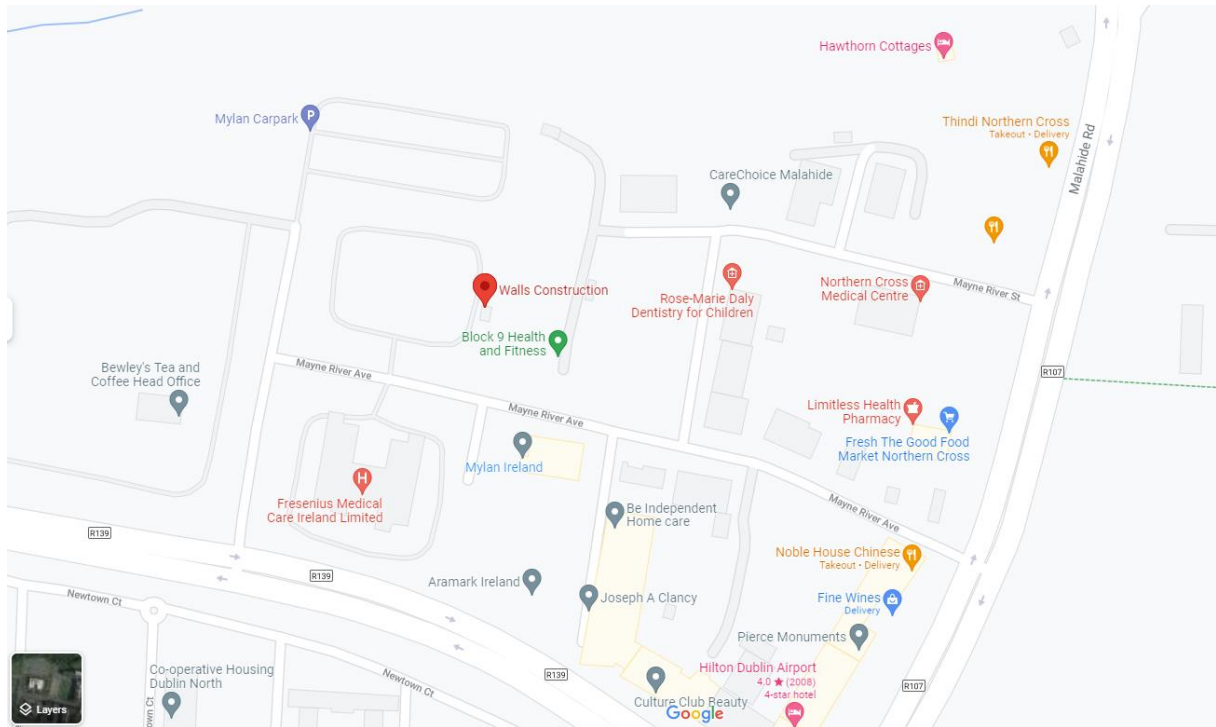 Hawthorn Cottages
Mylan Carpark
P
Thindi Northern Cross
Takeout • Delivery
Malahide Rd
CareChoice Malahide
Walls Construction
Rose-Marie Daly
Dentistry for Children
Northern Cross
Medical Centre
Mayne River St
Block 9 Health
and Fitness
Bewley's Tea and
Coffee Head Office
Mayne River Ave
R107
Mayne River Ave
Limitless Health
Pharmacy
Fresh The Good Food
Market Northern Cross
Mylan Ireland
H
Fresenius Medical
Care Ireland Limited
Be Independent
Home care
Mayne River Ave
R139
Noble House Chinese
Takeout • Delivery
R139
Aramark Ireland
Joseph A Clancy
Fine Wines
Delivery
Newtown Ct
Pierce Monuments
Co-operative Housing
Dublin North
Newtown Ct
R139
Hilton Dublin Airport
4.0 ★ (2008)
4-star hotel
R107
Culture Club Beauty
Google
Layers